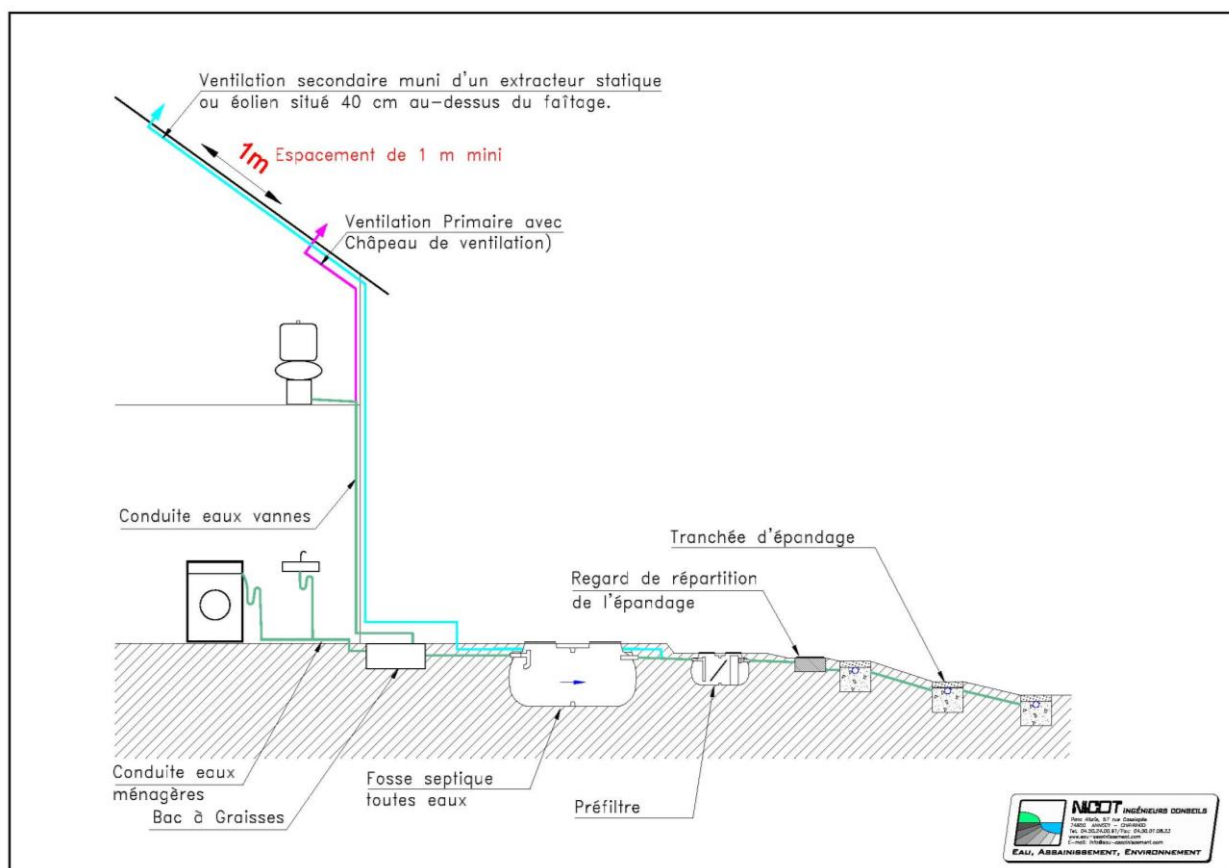 Ventilation secondaire muni d'un extracteur statique
ou éolien situé 40 cm au-dessus du faîtage.
1m
Espacement de 1 m mini
Ventilation Primaire avec
Châpeau de ventilation)
Conduite eaux vannes
Tranchée d'épandage
Regard de répartition
de l'épandage
Conduite eaux
ménagères
Bac à Graisses
Fosse septique
toutes eaux
Préfiltre
NICOT INGÉNIEURS CONSEILS
EAU, ASSAINISSEMENT, ENVIRONNEMENT